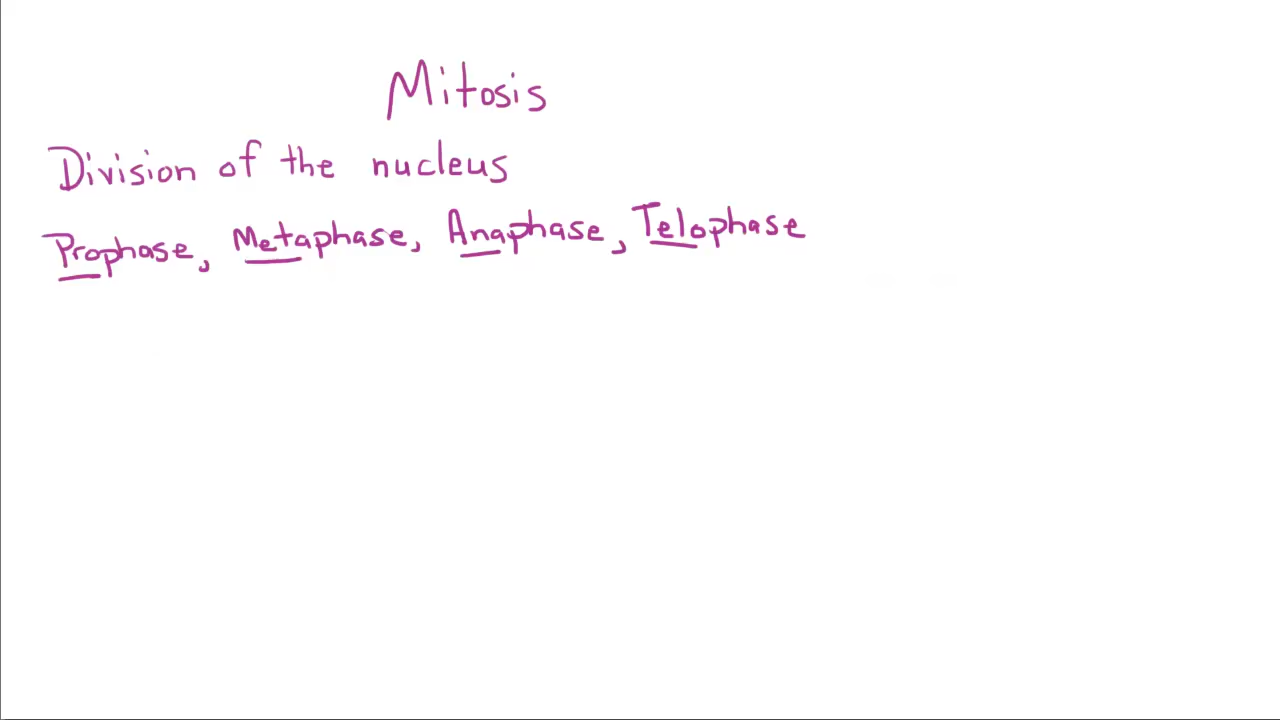 Mitosis
Division of the nucleus
Prophase, Metaphase, Anaphase, Telophase